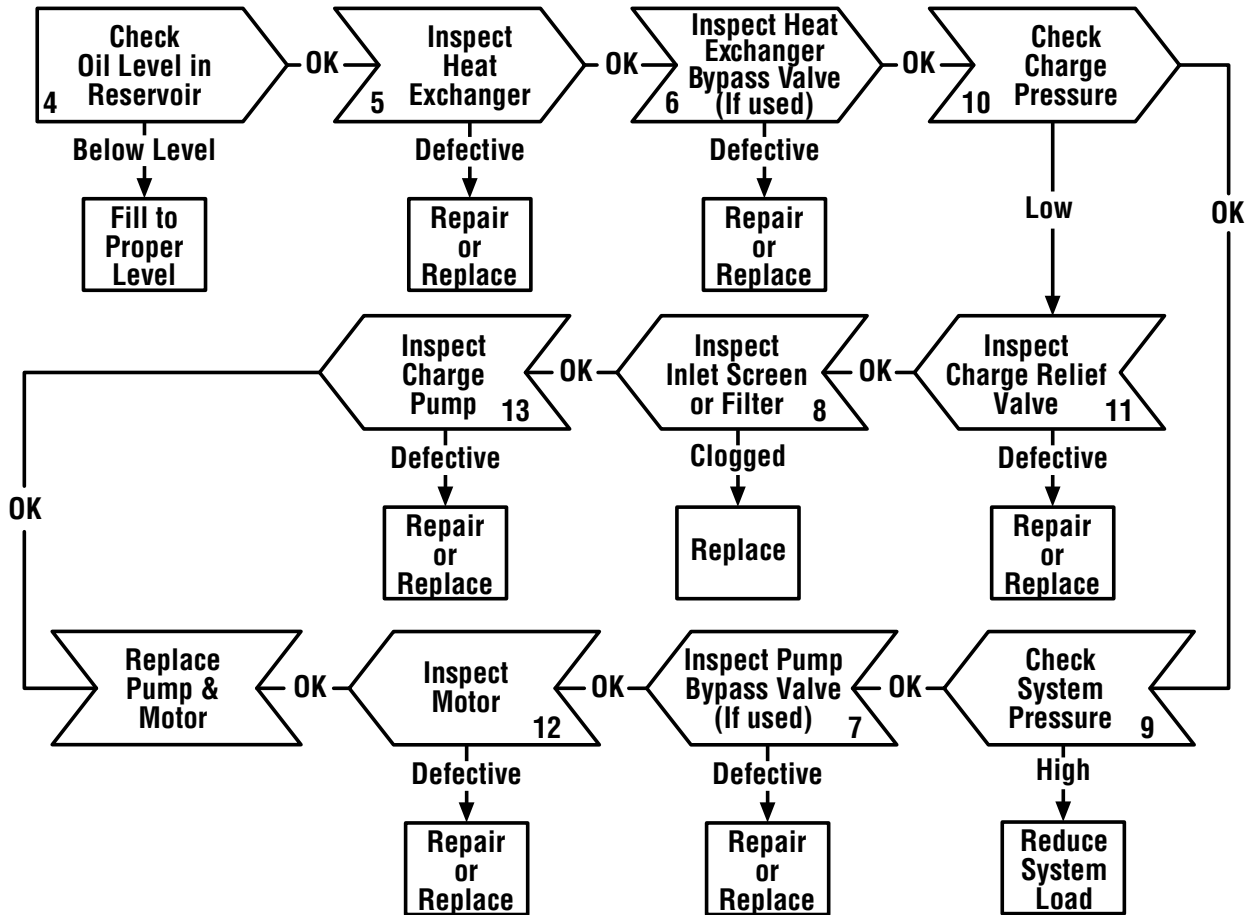 Check
Oil Level in
Reservoir
4
OK
Inspect
Heat
Exchanger
5
OK
Inspect Heat
Exchanger
Bypass Valve
(If used)
6
OK
Check
Charge
Pressure
10
Below Level
Defective
Defective
Low
OK
Fill to
Proper
Level
Repair
or
Replace
Repair
or
Replace
Inspect
Charge
Pump
13
OK
Inspect
Inlet Screen
or Filter
8
OK
Inspect
Charge Relief
Valve
11
OK
Defective
Clogged
Defective
Repair
or
Replace
Replace
Repair
or
Replace
Replace
Pump &
Motor
OK
Inspect
Motor
12
OK
Inspect Pump
Bypass Valve
(If used)
7
OK
Check
System
Pressure
9
Defective
Defective
High
Repair
or
Replace
Repair
or
Replace
Reduce
System
Load